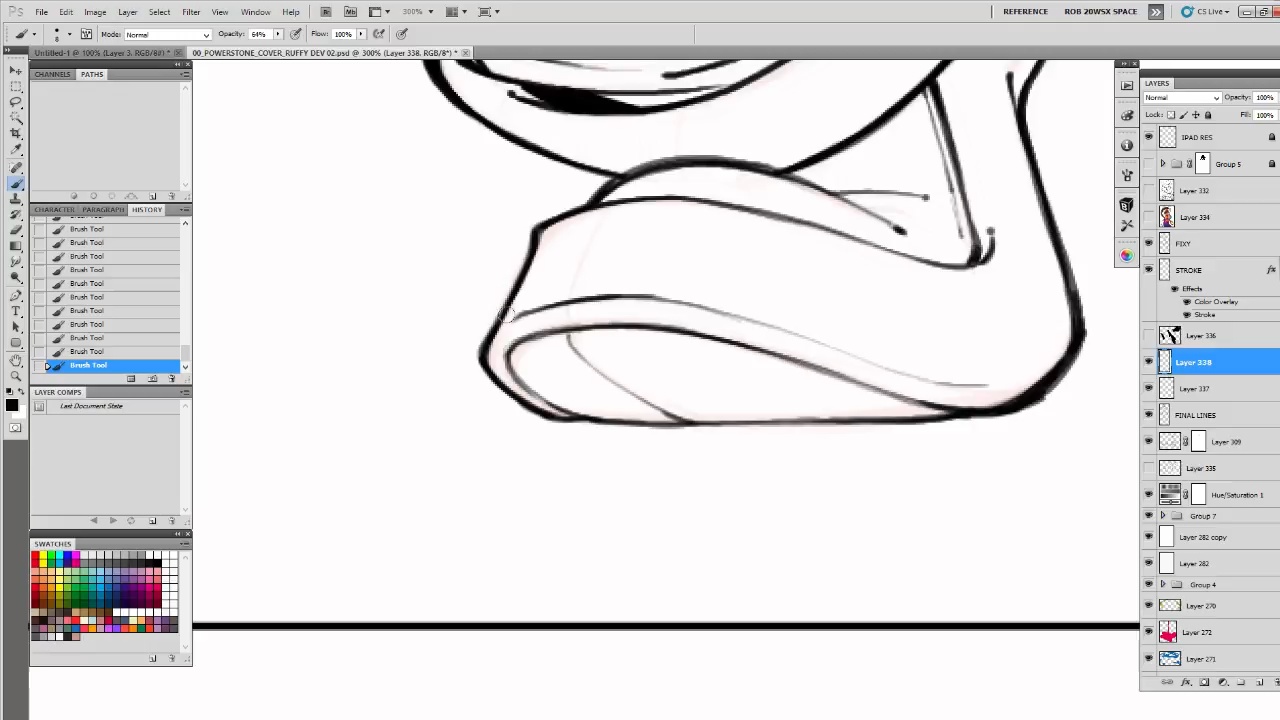 Ps File Edit Image Layer Select Filter View Window Help Br Mb 300% REFERENCE ROB 20WSX SPACE CS Live
Mode: Normal Opacity: 64% Flow: 100%
8
Untitled-1 @ 100% (Layer 3, RGB/8#) * 00_POWERSTONE_COVER_RUFFY DEV 02.psd @ 300% (Layer 338, RGB/8*) *
CHANNELS PATHS
CHARACTER PARAGRAPH HISTORY
Brush Tool
Brush Tool
Brush Tool
Brush Tool
Brush Tool
Brush Tool
Brush Tool
Brush Tool
Brush Tool
Brush Tool
Brush Tool
Brush Tool
LAYER COMPS
Last Document State
SWATCHES
LAYERS
Normal Opacity: 100%
Lock: Fill: 100%
IPAD RES
Group 5
Layer 332
Layer 334
FIXY
STROKE fx
Effects
Color Overlay
Stroke
Layer 336
Layer 338
Layer 337
FINAL LINES
Layer 309
Layer 335
Hue/Saturation 1
Group 7
Layer 282 copy
Layer 282
Group 4
Layer 270
Layer 272
Layer 271